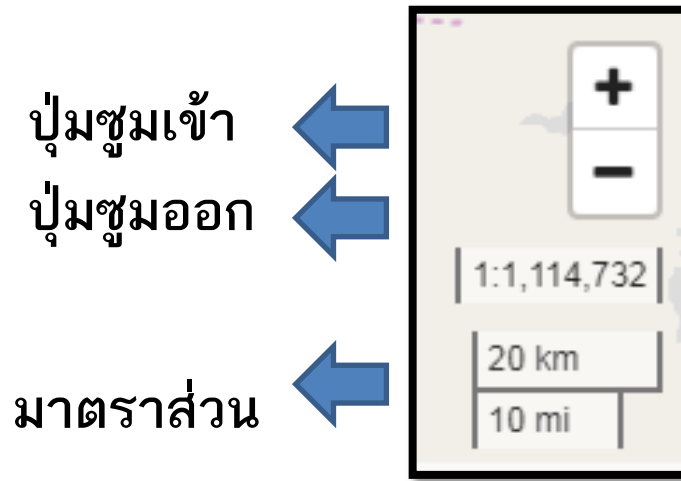 ปุ่มซูมเข้า
ปุ่มซูมออก
มาตราส่วน
+
−
1:1,114,732
20 km
10 mi